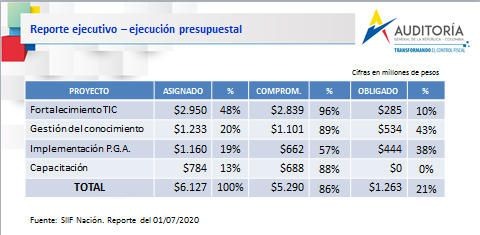 Reporte ejecutivo – ejecución presupuestal
AUDITORÍA
GENERAL DE LA REPÚBLICA - COLOMBIA
TRANSFORMANDO EL CONTROL FISCAL
Cifras en millones de pesos
PROYECTO ASIGNADO % COMPROM. % OBLIGADO %
Fortalecimiento TIC $2.950 48% $2.839 96% $285 10%
Gestión del conocimiento $1.233 20% $1.101 89% $534 43%
Implementación P.G.A. $1.160 19% $662 57% $444 38%
Capacitación $784 13% $688 88% $0 0%
TOTAL $6.127 100% $5.290 86% $1.263 21%
Fuente: SIIF Nación. Reporte del 01/07/2020